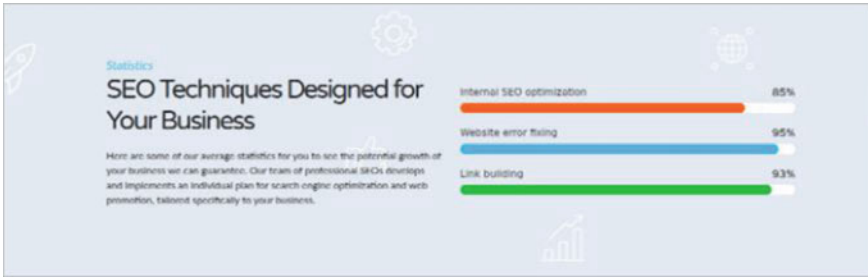 Statistics
SEO Techniques Designed for
Your Business
Here are some of our average statistics for you to see the potential growth of
your business we can guarantee. Our team of professional SEOs develops
and implements an individual plan for search engine optimization and web
promotion, tailored specifically to your business.
Internal SEO optimization 85%
Website error fixing 95%
Link building 93%